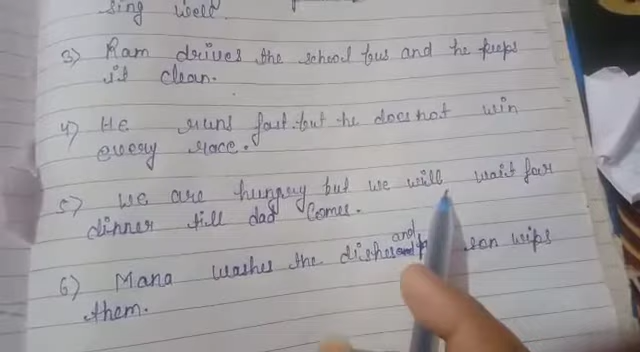 sing well.
3) Ram drives the school bus and he keeps
it clean.
4) He runs fast but he does not win
every race.
5) we are hungry but we will wait for
dinner till dad comes.
6) Mana washes the dishes and son wips
them.